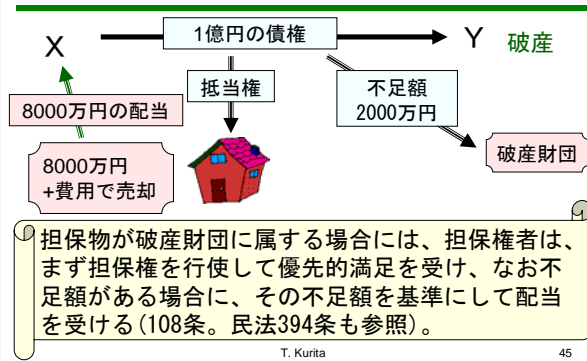 1億円の債権
X
Y
破産
抵当権
不足額
2000万円
8000万円の配当
破産財団
8000万円
+費用で売却
担保物が破産財団に属する場合には、担保権者は、
まず担保権を行使して優先的満足を受け、なお不
足額がある場合に、その不足額を基準にして配当
を受ける(108条。民法394条も参照)。
T. Kurita
45